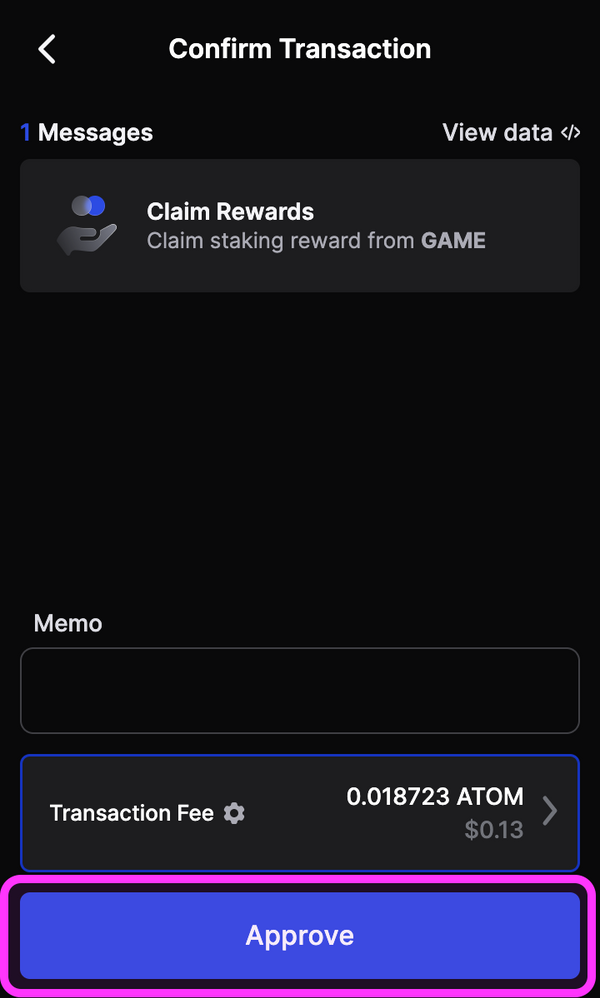 Confirm Transaction
1 Messages
View data </>
Claim Rewards
Claim staking reward from GAME
Memo
Transaction Fee
0.018723 ATOM
$0.13
Approve